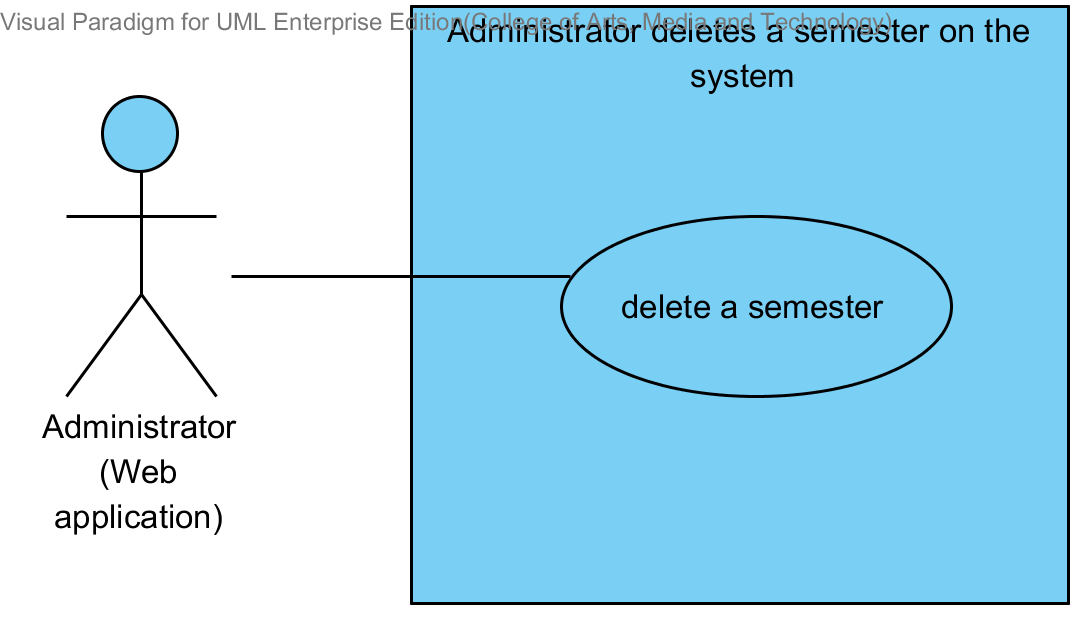 Visual Paradigm for UML Enterprise Edition(College of Arts, Media and Technology)
Administrator deletes a semester on the
system
delete a semester
Administrator
(Web
application)